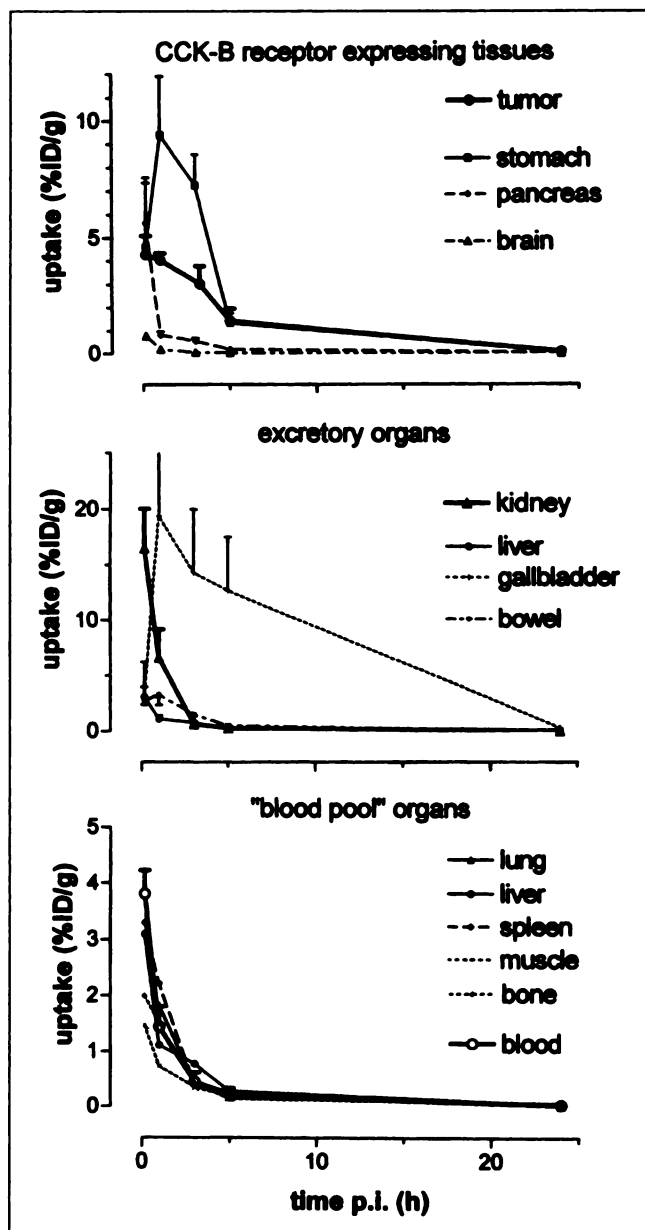 CCK-B receptor expressing tissues
uptake (%ID/g)
10
5
0
tumor
stomach
pancreas
brain
excretory organs
uptake (%ID/g)
20
10
0
kidney
liver
gallbladder
bowel
"blood pool" organs
uptake (%ID/g)
5
4
3
2
1
0
lung
liver
spleen
muscle
bone
blood
0 10 20
time p.i. (h)